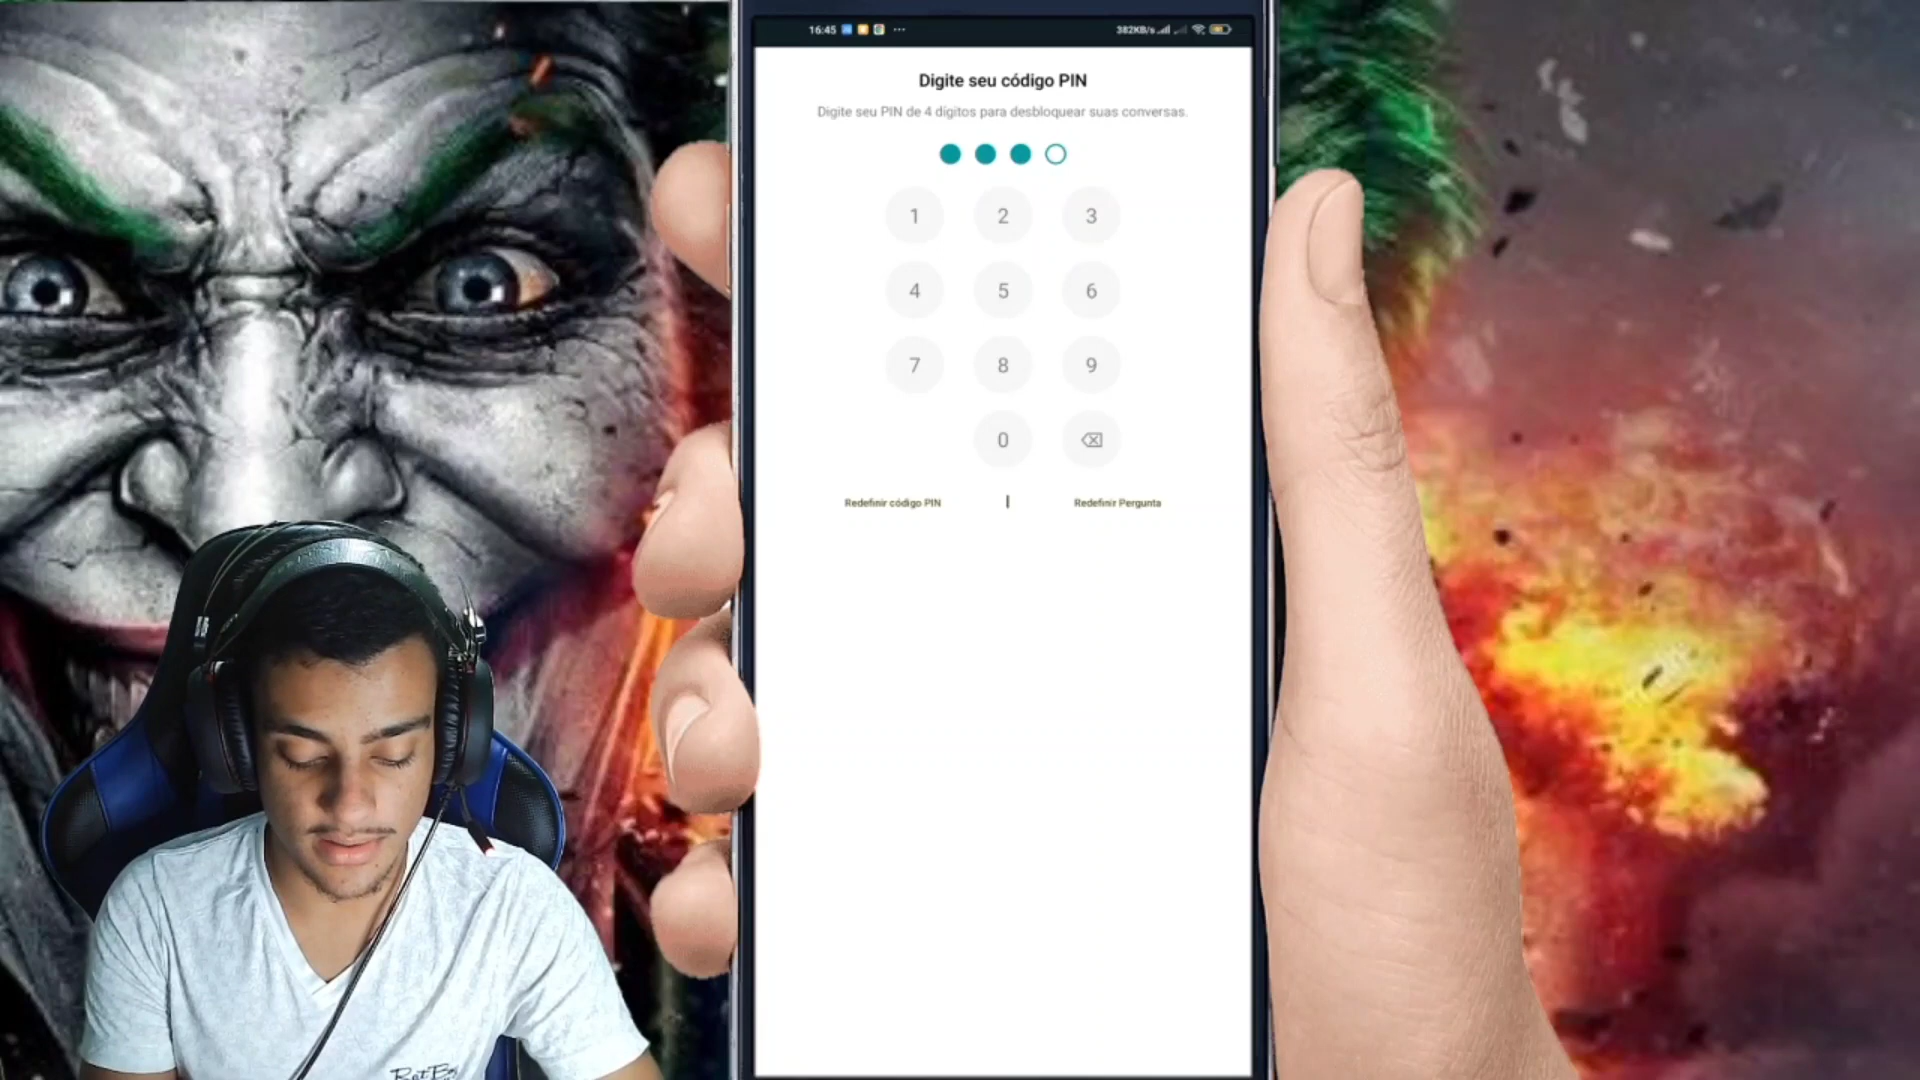 16:45 ... 382KB/s
Digite seu código PIN
Digite seu PIN de 4 dígitos para desbloquear suas conversas.
1 2 3
4 5 6
7 8 9
0
Redefinir código PIN | Redefinir Pergunta